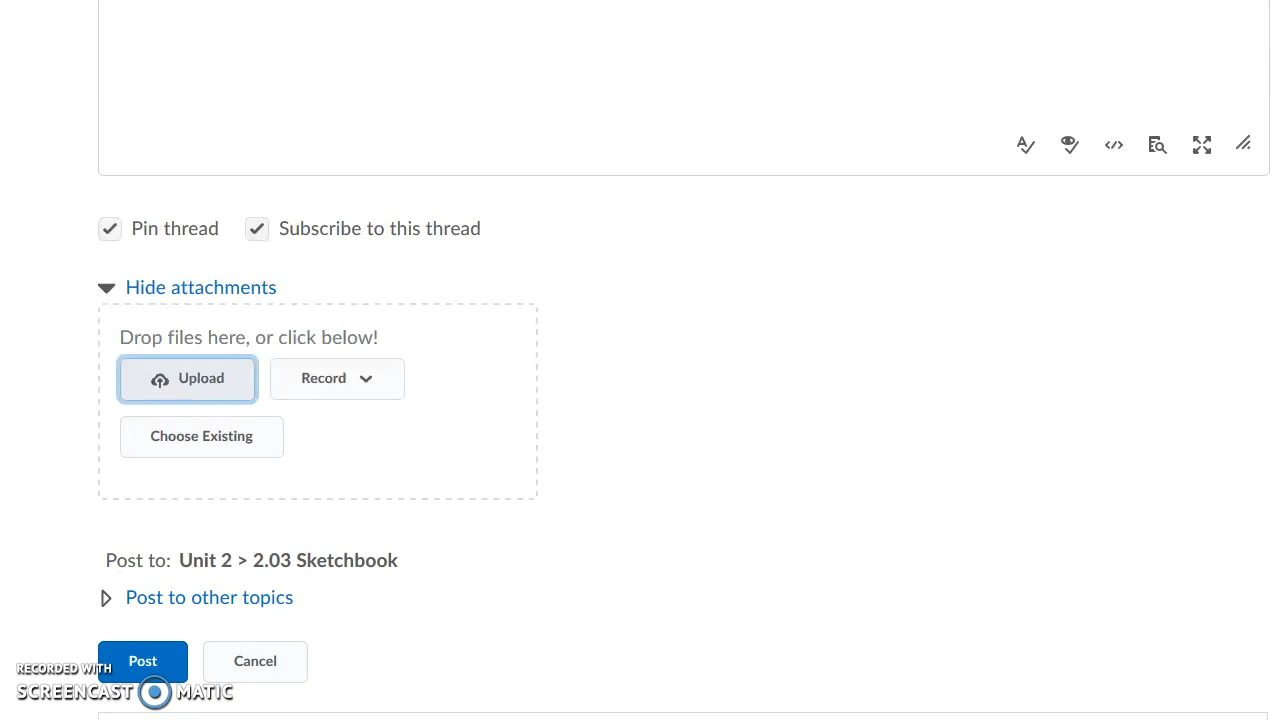 Pin thread Subscribe to this thread
Hide attachments
Drop files here, or click below!
Upload Record
Choose Existing
Post to: Unit 2 > 2.03 Sketchbook
Post to other topics
Post Cancel
RECORDED WITH
SCREENCAST MATIC